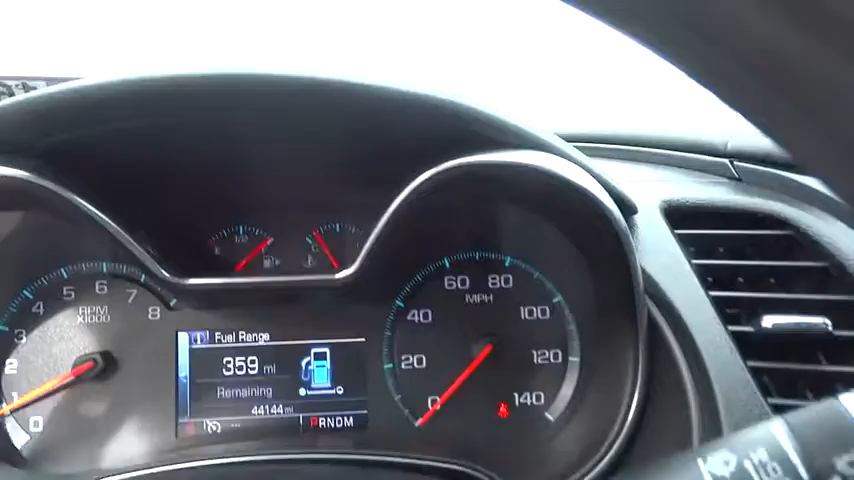 1/2
C
60 80
5 6 7
RPM
X1000
MPH
4 8 40 100
Fuel Range
3 359 mi 20 120
2
Remaining
1 44144 mi 0 140
0 PRNDM